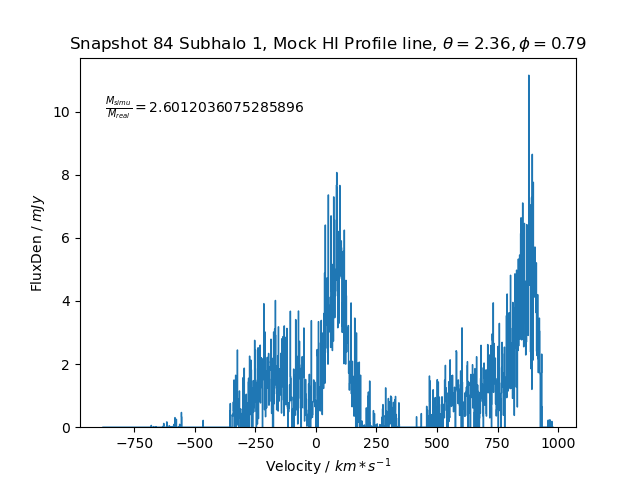 Snapshot 84 Subhalo 1, Mock HI Profile line, θ = 2.36, ϕ = 0.79
M_simu/M_real = 2.6012036075285896
FluxDen / mJy
10
8
6
4
2
0
−750 −500 −250 0 250 500 750 1000
Velocity / km * s⁻¹